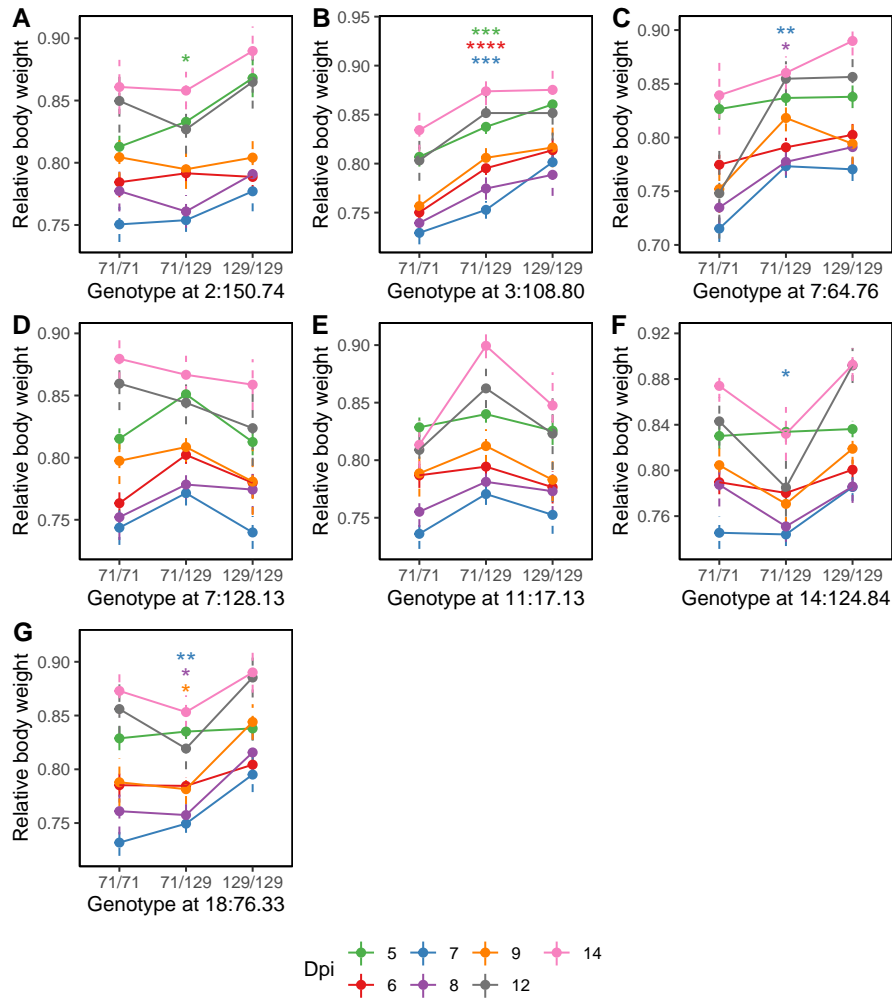 A
Relative body weight
0.90
0.85
0.80
0.75
*
71/71 71/129 129/129
Genotype at 2:150.74
B
Relative body weight
0.95
0.90
0.85
0.80
0.75
***
****
***
71/71 71/129 129/129
Genotype at 3:108.80
C
Relative body weight
0.90
0.85
0.80
0.75
0.70
**
*
71/71 71/129 129/129
Genotype at 7:64.76
D
Relative body weight
0.90
0.85
0.80
0.75
71/71 71/129 129/129
Genotype at 7:128.13
E
Relative body weight
0.90
0.85
0.80
0.75
71/71 71/129 129/129
Genotype at 11:17.13
F
Relative body weight
0.92
0.88
0.84
0.80
0.76
*
71/71 71/129 129/129
Genotype at 14:124.84
G
Relative body weight
0.90
0.85
0.80
0.75
**
*
*
71/71 71/129 129/129
Genotype at 18:76.33
Dpi
5 7 9 14
6 8 12